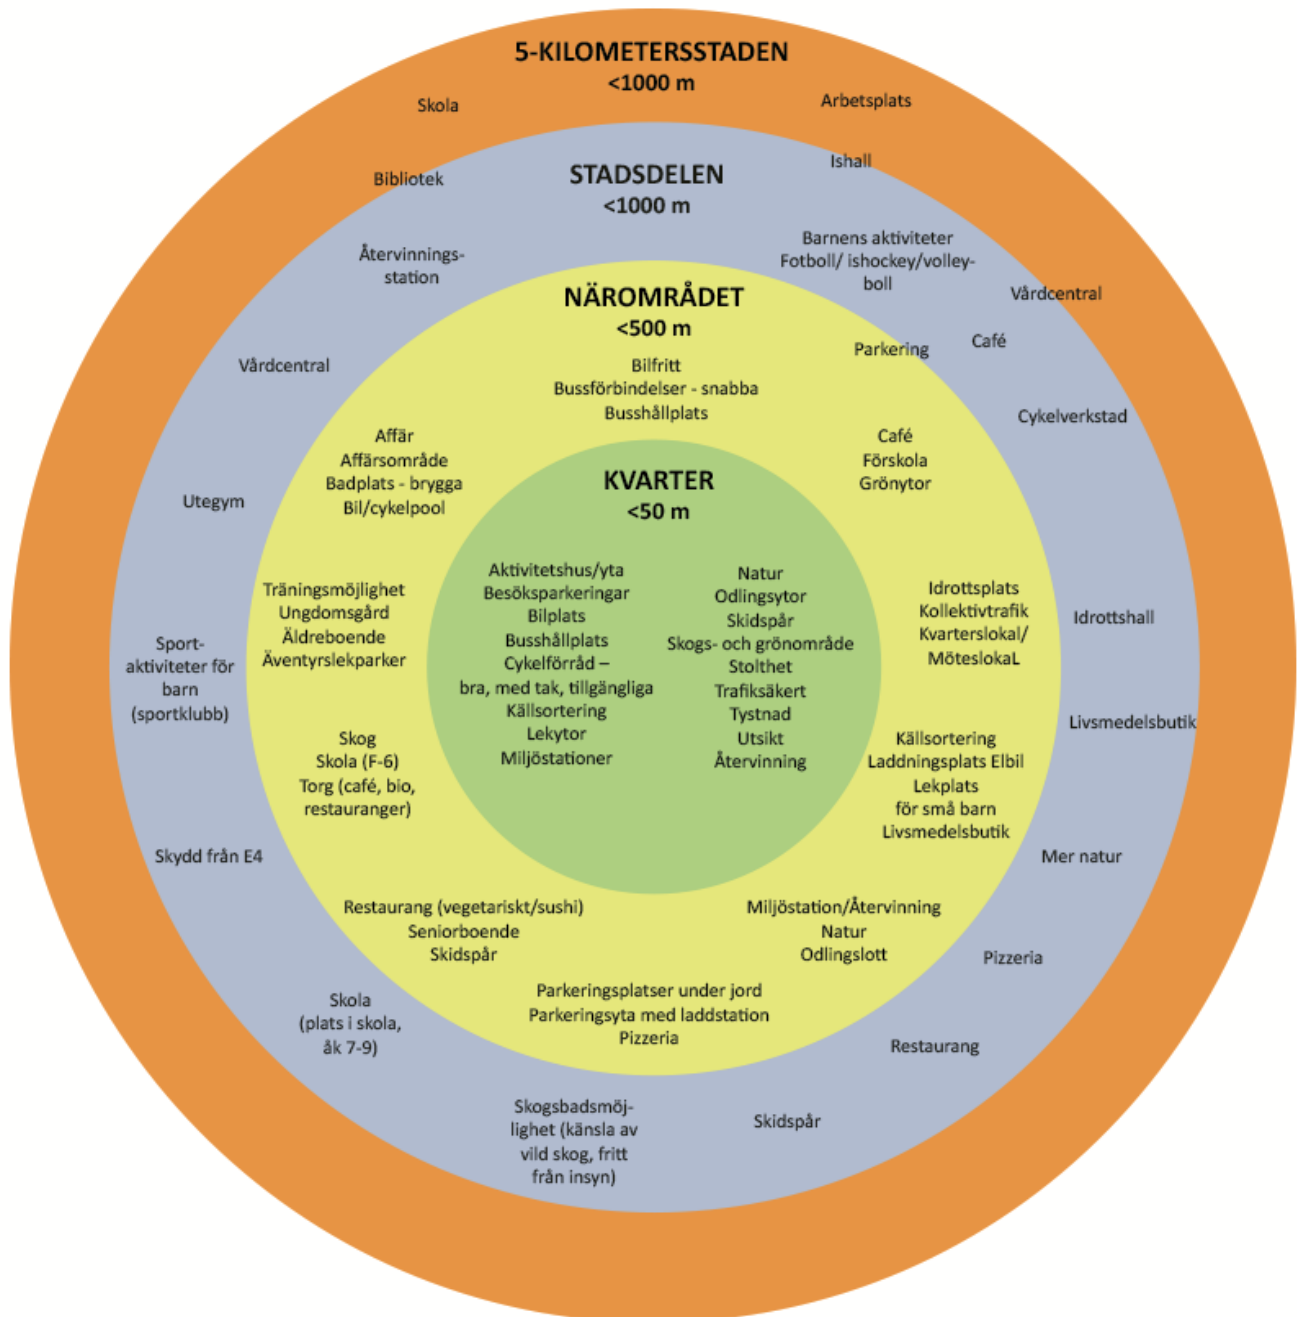 5-KILOMETERSSTADEN
<1000 m
Skola
Arbetsplats
Ishall
Bibliotek
STADSDELEN
<1000 m
Återvinnings-
station
Barnens aktiviteter
Fotboll/ ishockey/volley-
boll
Vårdcentral
Café
Cykelverkstad
Vårdcentral
Utegym
Sport-
aktiviteter för
barn
(sportklubb)
Idrottshall
Livsmedelsbutik
Skydd från E4
Mer natur
Pizzeria
Skola
(plats i skola,
åk 7-9)
Restaurang
Skogsbadsmöj-
lighet (känsla av
vild skog, fritt
från insyn)
Skidspår
NÄROMRÅDET
<500 m
Bilfritt
Bussförbindelser - snabba
Busshållplats
Parkering
Affär
Affärsområde
Badplats - brygga
Bil/cykelpool
Café
Förskola
Grönytor
Träningsmöjlighet
Ungdomsgård
Äldreboende
Äventyrslekparker
Idrottsplats
Kollektivtrafik
Kvarterslokal/
MöteslokaL
Skog
Skola (F-6)
Torg (café, bio,
restauranger)
Källsortering
Laddningsplats Elbil
Lekplats
för små barn
Livsmedelsbutik
Restaurang (vegetariskt/sushi)
Seniorboende
Skidspår
Miljöstation/Återvinning
Natur
Odlingslott
Parkeringsplatser under jord
Parkeringsyta med laddstation
Pizzeria
KVARTER
<50 m
Aktivitetshus/yta
Besöksparkeringar
Bilplats
Busshållplats
Cykelförråd –
bra, med tak, tillgängliga
Källsortering
Lekytor
Miljöstationer
Natur
Odlingsytor
Skidspår
Skogs- och grönområde
Stolthet
Trafiksäkert
Tystnad
Utsikt
Återvinning